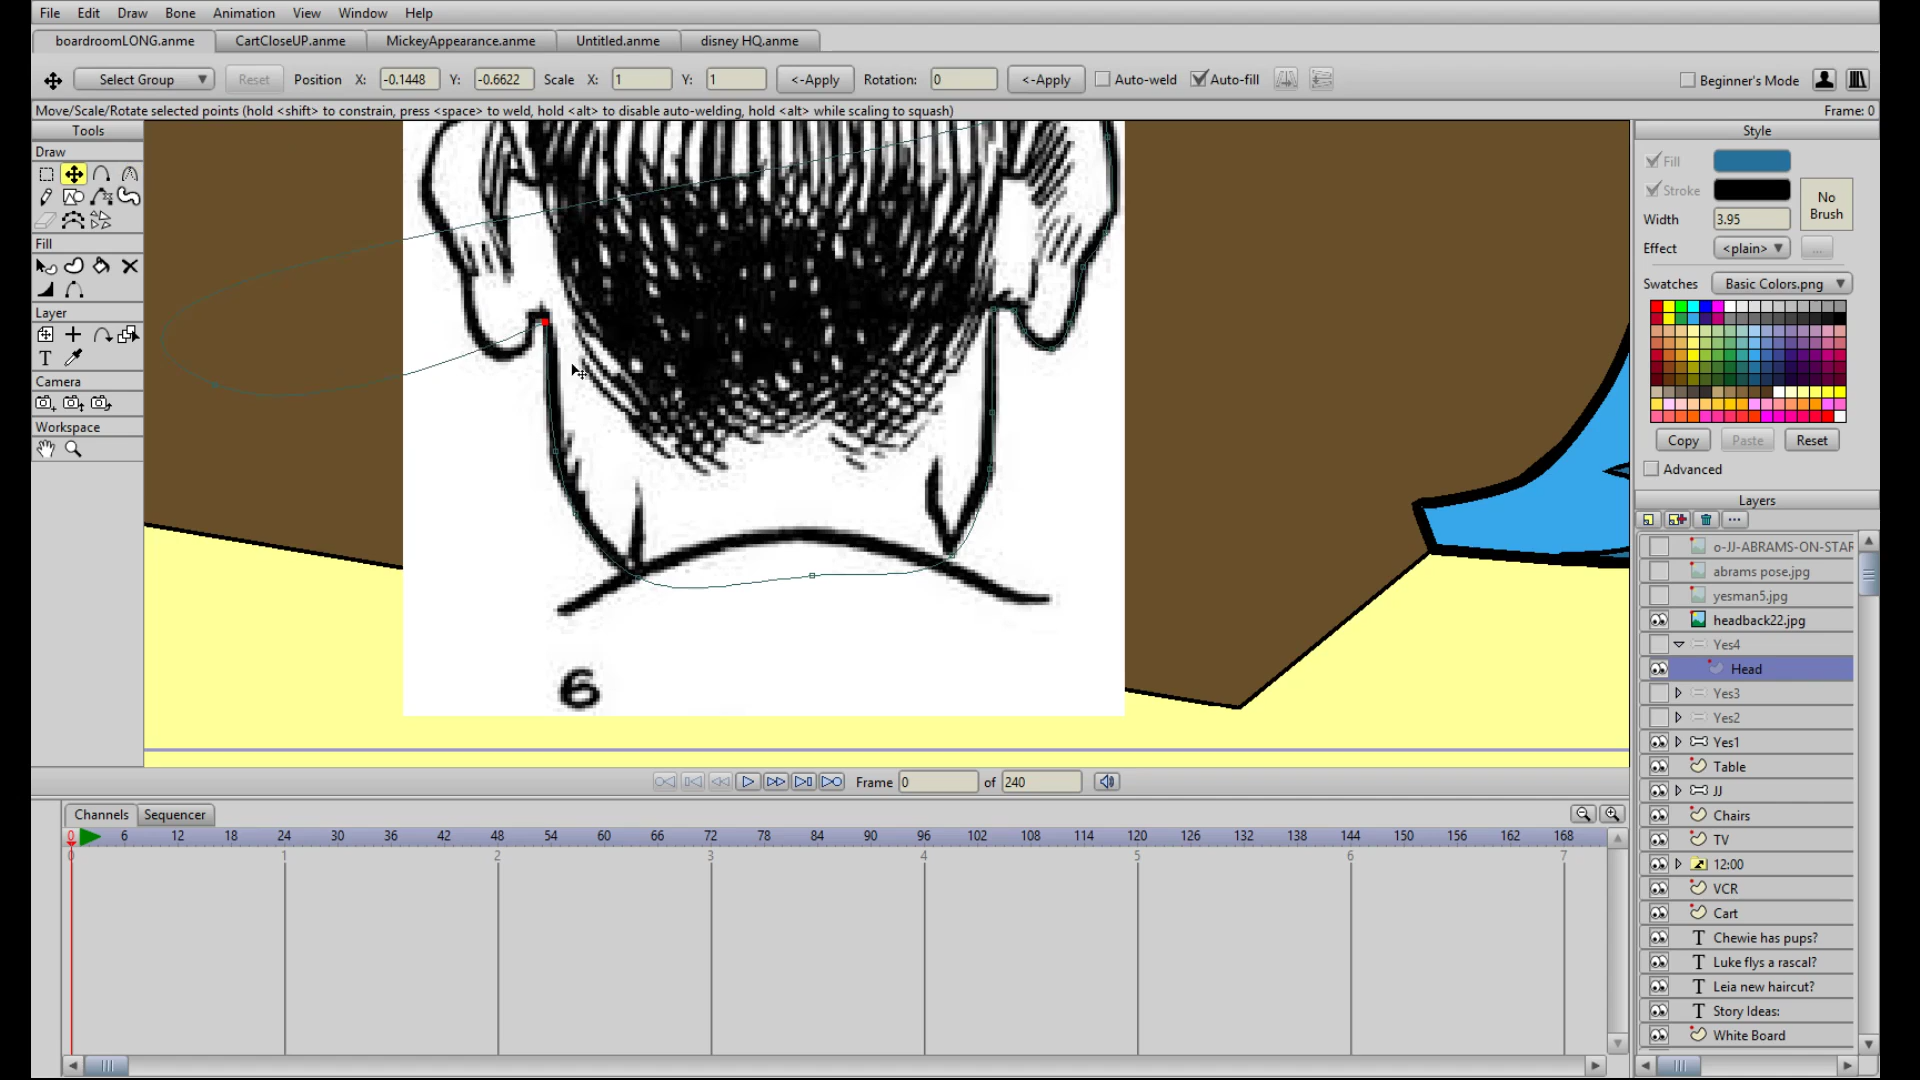 File Edit Draw Bone Animation View Window Help
boardroomLONG.anme CartCloseUP.anme MickeyAppearance.anme Untitled.anme disney HQ.anme
Select Group Reset Position X: -0.1448 Y: -0.6622 Scale X: 1 Y: 1 <-Apply Rotation: 0 <-Apply Auto-weld Auto-fill Beginner's Mode
Move/Scale/Rotate selected points (hold <shift> to constrain, press <space> to weld, hold <alt> to disable auto-welding, hold <alt> while scaling to squash) Frame: 0
Tools
Draw
Fill
Layer
T
Camera
Workspace
6
Style
Fill
Stroke
No
Brush
Width 3.95
Effect <plain> ...
Swatches Basic Colors.png
Copy Paste Reset
Advanced
Layers
o-JJ-ABRAMS-ON-STAR
abrams pose.jpg
yesman5.jpg
headback22.jpg
Yes4
Head
Yes3
Yes2
Yes1
Table
JJ
Chairs
TV
12:00
VCR
Cart
T Chewie has pups?
T Luke flys a rascal?
T Leia new haircut?
T Story Ideas:
White Board
Frame 0 of 240
Channels Sequencer
0 6 12 18 24 30 36 42 48 54 60 66 72 78 84 90 96 102 108 114 120 126 132 138 144 150 156 162 168
0 1 2 3 4 5 6 7